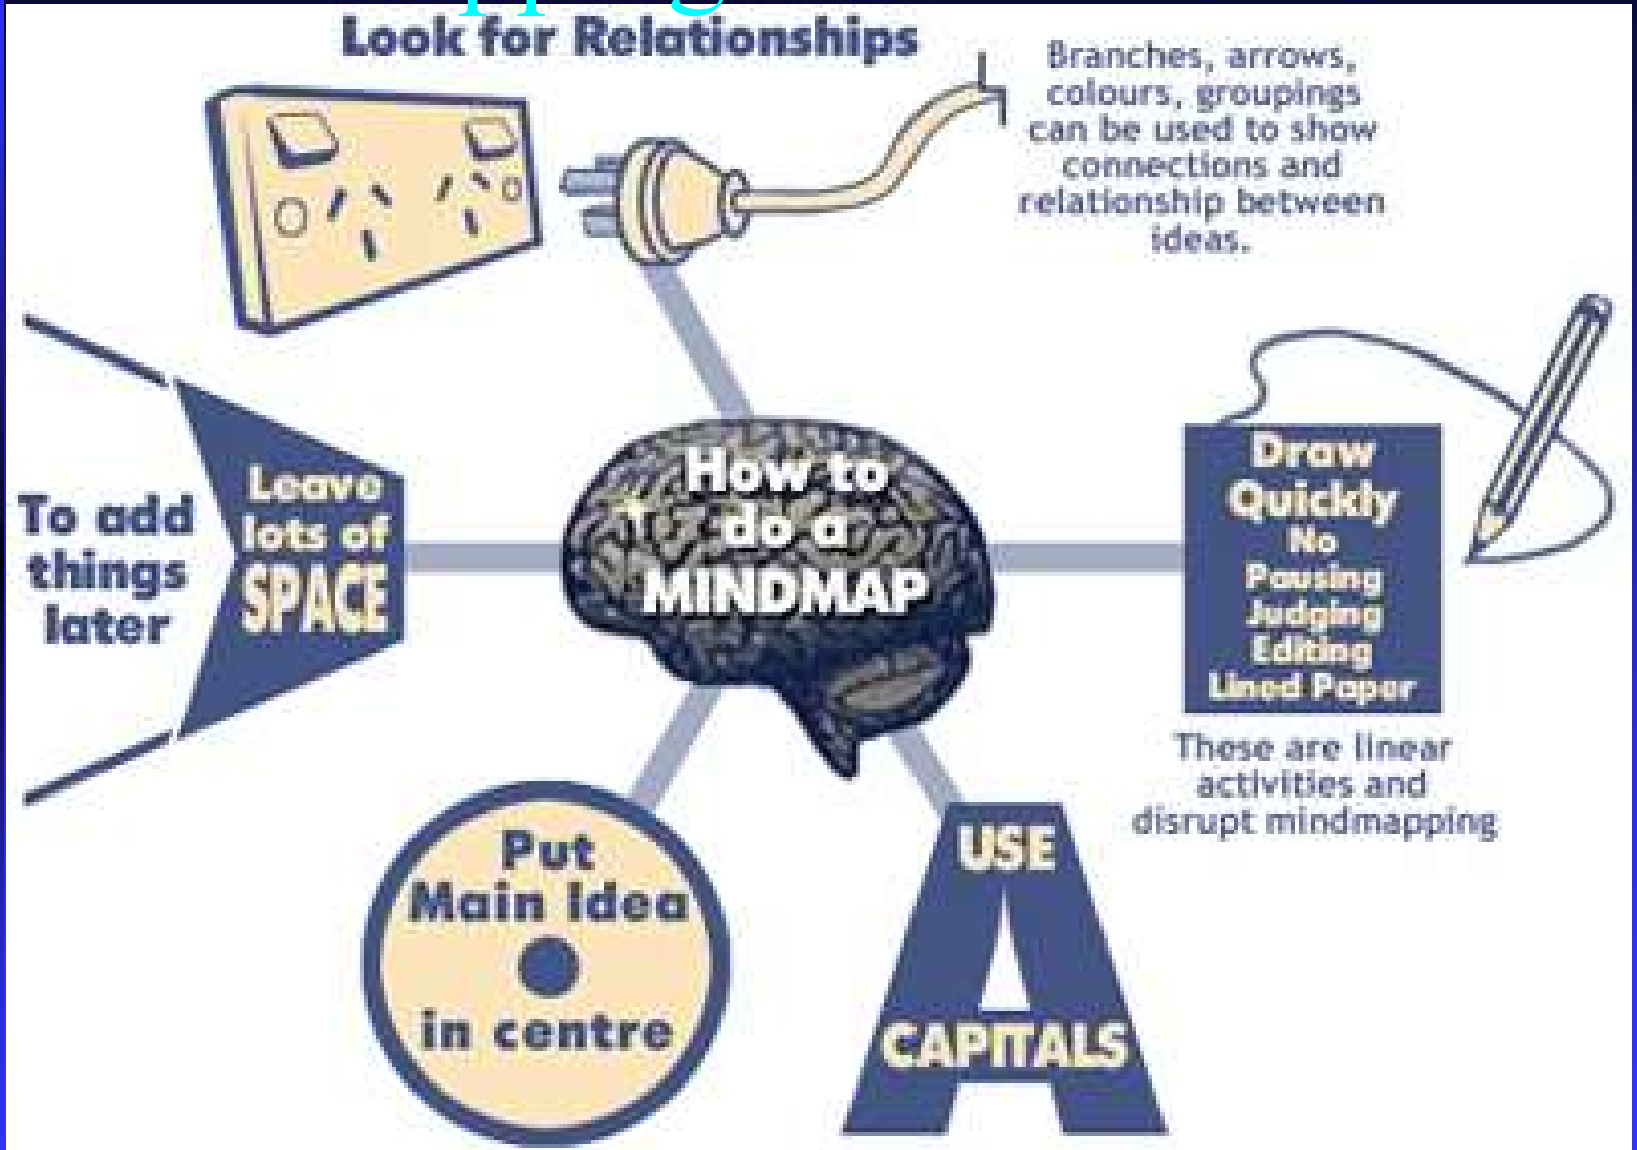 Look for Relationships
Branches, arrows,
colours, groupings
can be used to show
connections and
relationship between
ideas.
To add
things
later
Leave
lots of
SPACE
How to
do a
MINDMAP
Draw
Quickly
No
Pausing
Judging
Editing
Lined Paper
These are linear
activities and
disrupt mindmapping
Put
Main idea
in centre
USE
CAPITALS